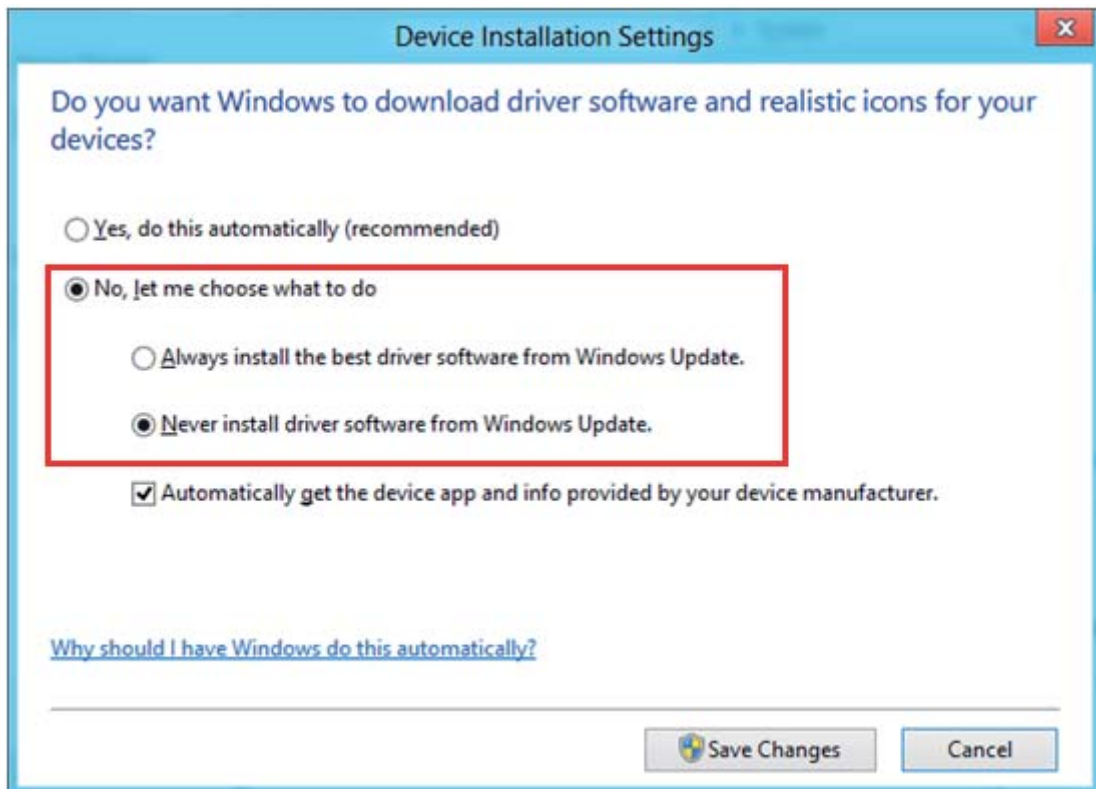 Device Installation Settings
Do you want Windows to download driver software and realistic icons for your
devices?
Yes, do this automatically (recommended)
No, let me choose what to do
Always install the best driver software from Windows Update.
Never install driver software from Windows Update.
Automatically get the device app and info provided by your device manufacturer.
Why should I have Windows do this automatically?
Save Changes
Cancel